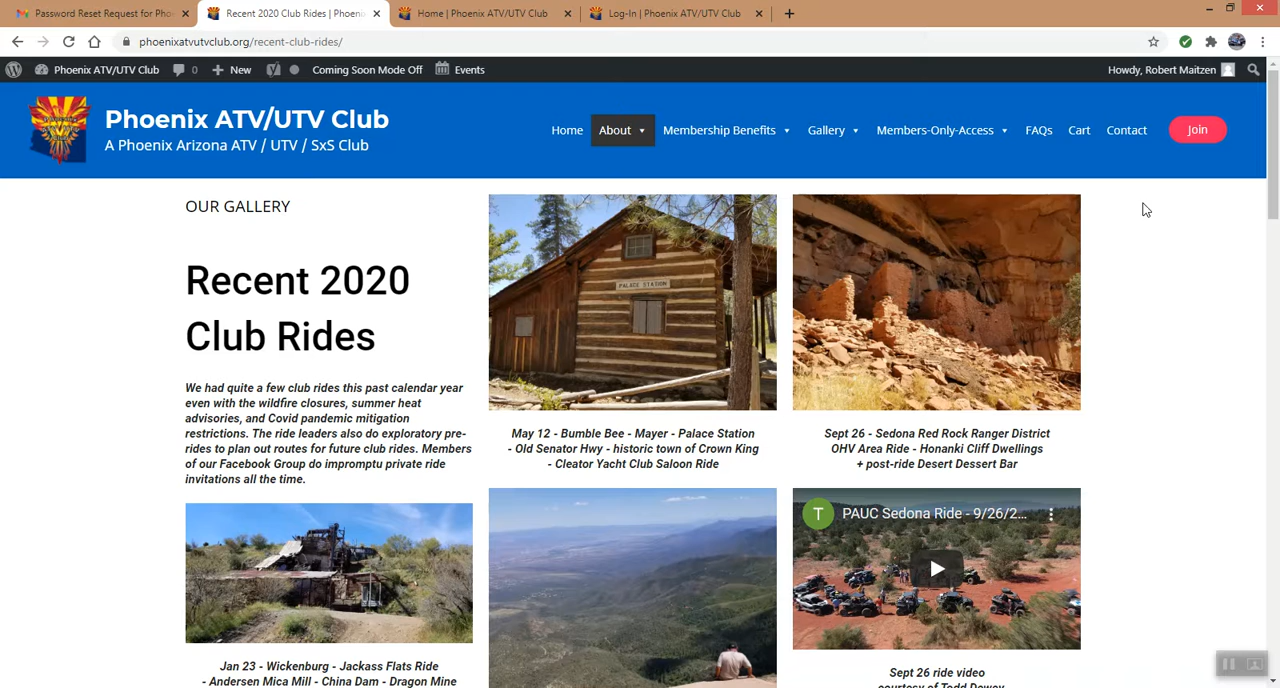 Password Reset Request for Pho
Recent 2020 Club Rides | Phoeni
Home | Phoenix ATV/UTV Club
Log-In | Phoenix ATV/UTV Club
phoenixatvutvclub.org/recent-club-rides/
Phoenix ATV/UTV Club
0
New
Coming Soon Mode Off
Events
Howdy, Robert Maitzen
Phoenix ATV/UTV Club
A Phoenix Arizona ATV / UTV / SxS Club
Home
About
Membership Benefits
Gallery
Members-Only-Access
FAQs
Cart
Contact
Join
OUR GALLERY
Recent 2020
Club Rides
We had quite a few club rides this past calendar year
even with the wildfire closures, summer heat
advisories, and Covid pandemic mitigation
restrictions. The ride leaders also do exploratory pre-
rides to plan out routes for future club rides. Members
of our Facebook Group do impromptu private ride
invitations all the time.
Jan 23 - Wickenburg - Jackass Flats Ride
- Andersen Mica Mill - China Dam - Dragon Mine
PALACE STATION
May 12 - Bumble Bee - Mayer - Palace Station
- Old Senator Hwy - historic town of Crown King
- Cleator Yacht Club Saloon Ride
Sept 26 - Sedona Red Rock Ranger District
OHV Area Ride - Honanki Cliff Dwellings
+ post-ride Desert Dessert Bar
T
PAUC Sedona Ride - 9/26/2...
Sept 26 ride video
courtesy of Todd Dewey